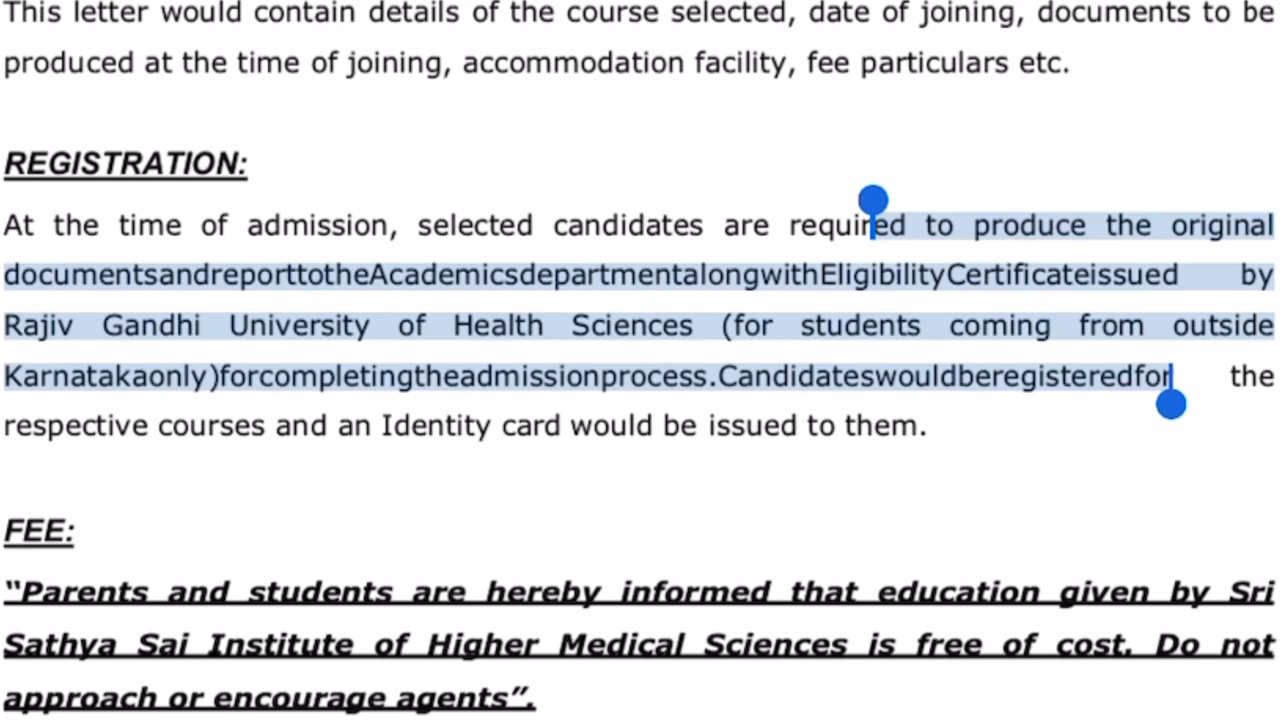 This letter would contain details of the course selected, date of joining, documents to be
produced at the time of joining, accommodation facility, fee particulars etc.
REGISTRATION:
At the time of admission, selected candidates are required to produce the original
documentsandreporttotheAcademicsdepartmentalongwithEligibilityCertificateissued by
Rajiv Gandhi University of Health Sciences (for students coming from outside
Karnatakaonly)forcompletingtheadmissionprocess.Candidateswouldberegisteredfor the
respective courses and an Identity card would be issued to them.
FEE:
“Parents and students are hereby informed that education given by Sri
Sathya Sai Institute of Higher Medical Sciences is free of cost. Do not
approach or encourage agents”.